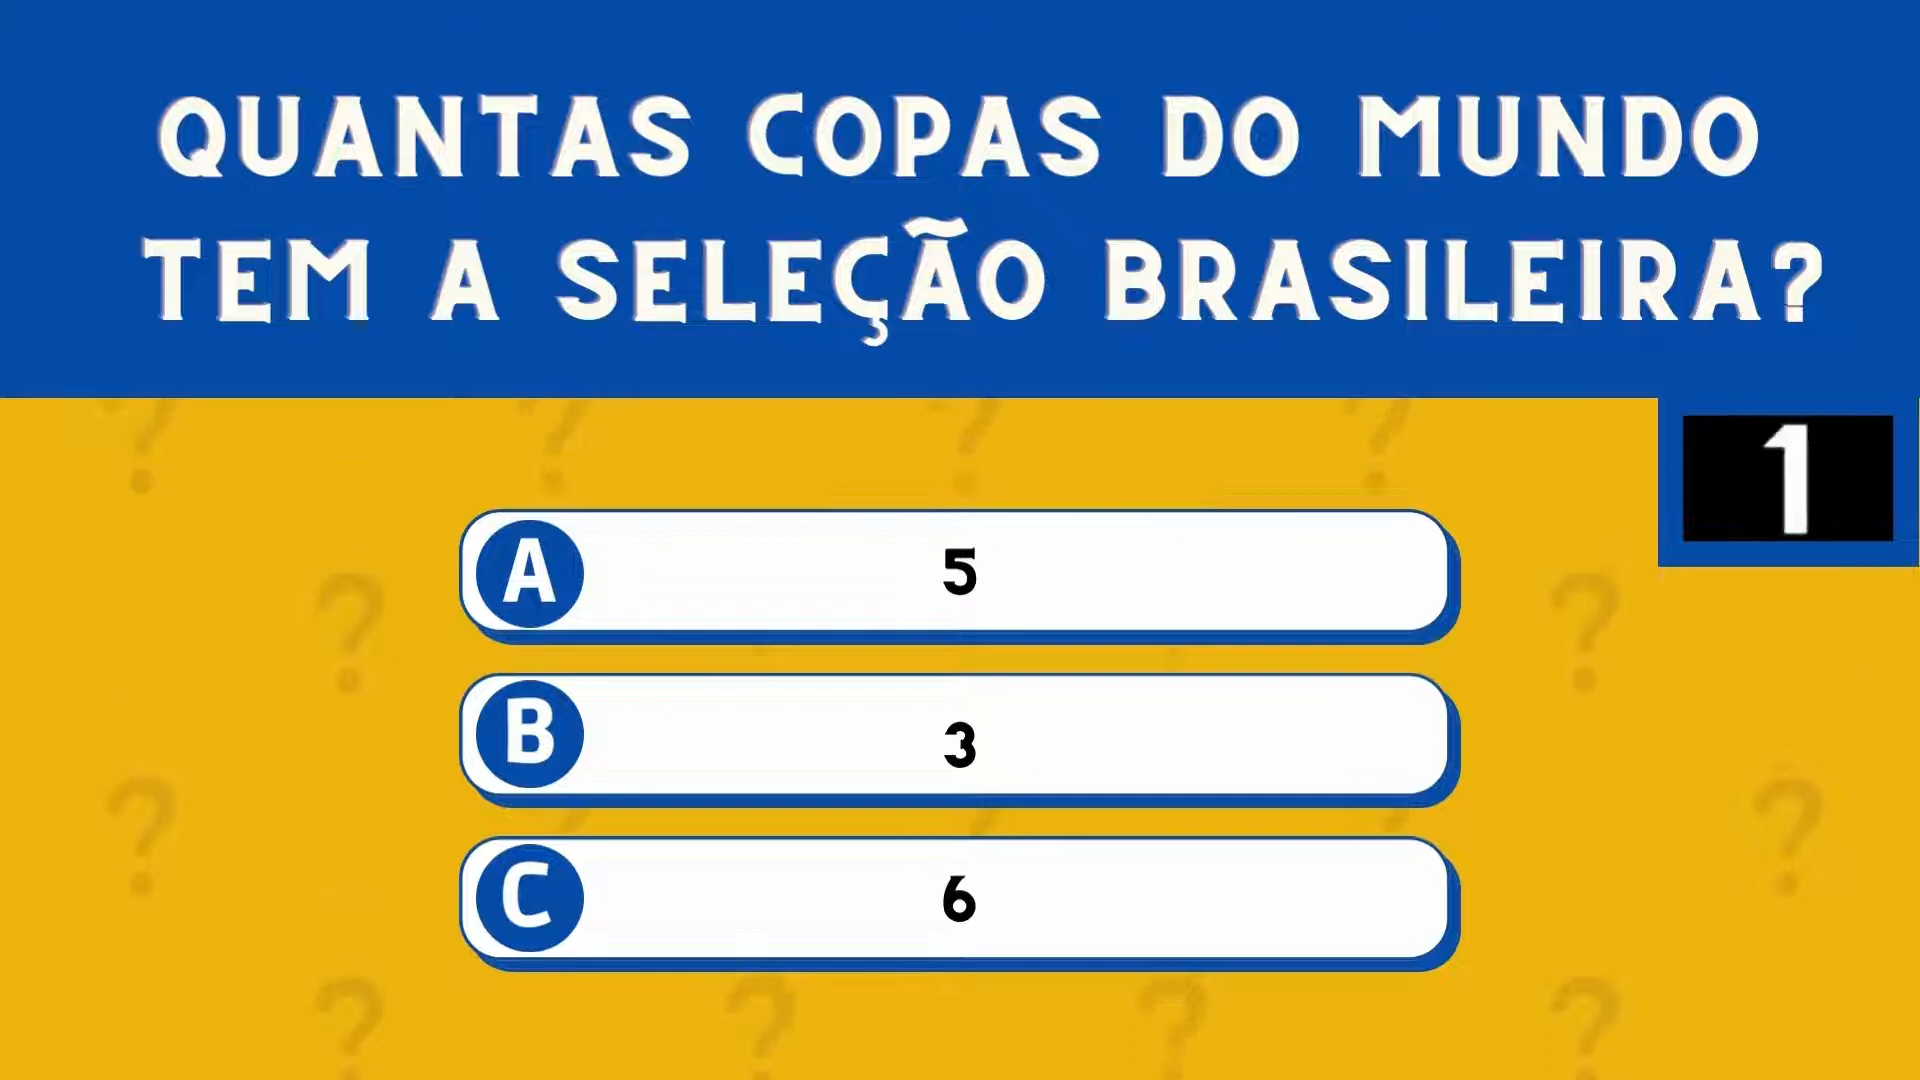 QUANTAS COPAS DO MUNDO
TEM A SELEÇÃO BRASILEIRA?
1
A 5
B 3
C 6